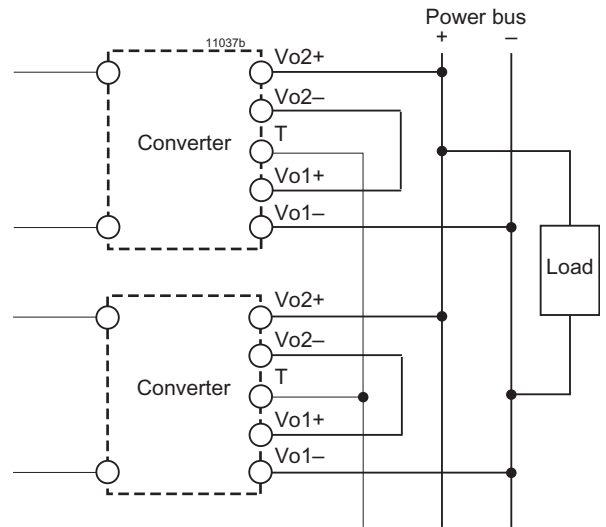 Power bus
+ –
11037b
Vo2+
Vo2–
T
Converter
Vo1+
Vo1–
Load
Vo2+
Vo2–
T
Converter
Vo1+
Vo1–